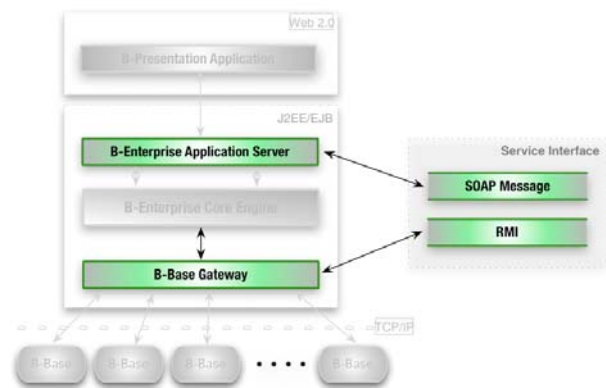 Web 2.0
B-Presentation Application
J2EE/EJB
B-Enterprise Application Server
Service Interface
SOAP Message
B-Enterprise Core Engine
RMI
B-Base Gateway
TCP/IP
B-Base B-Base B-Base B-Base